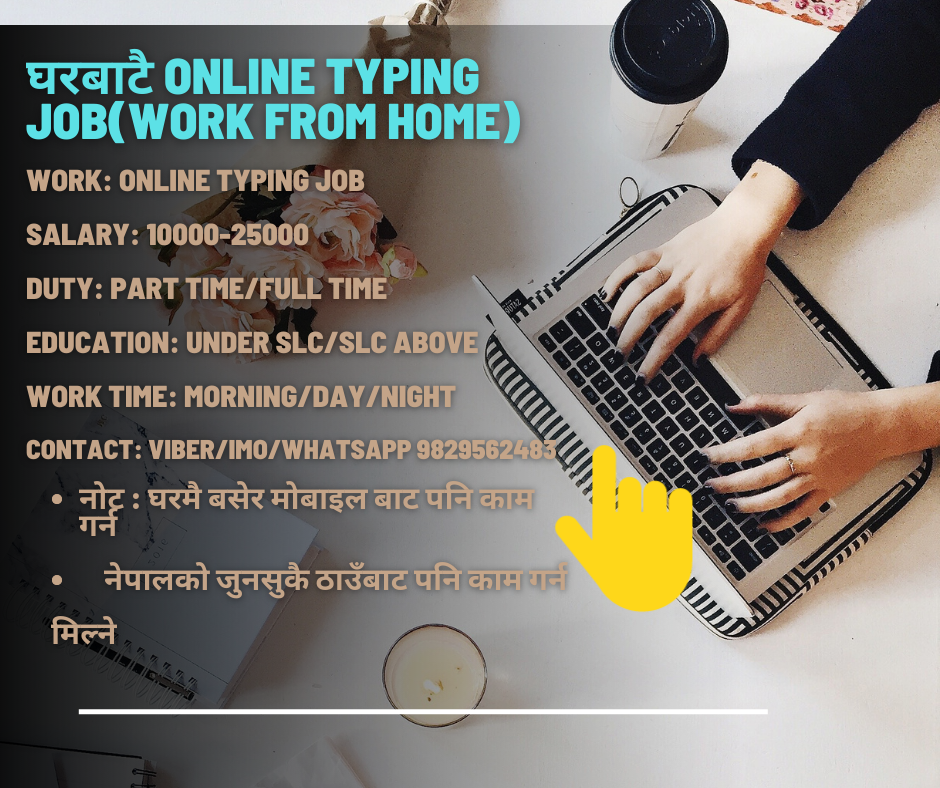 घरबाटै ONLINE TYPING
JOB(WORK FROM HOME)
WORK: ONLINE TYPING JOB
SALARY: 10000-25000
DUTY: PART TIME/FULL TIME
EDUCATION: UNDER SLC/SLC ABOVE
WORK TIME: MORNING/DAY/NIGHT
CONTACT: VIBER/IMO/WHATSAPP 9829562483
• नोट : घरमै बसेर मोबाइल बाट पनि काम
गर्न
• नेपालको जुनसुकै ठाउँबाट पनि काम गर्न
मिल्ने